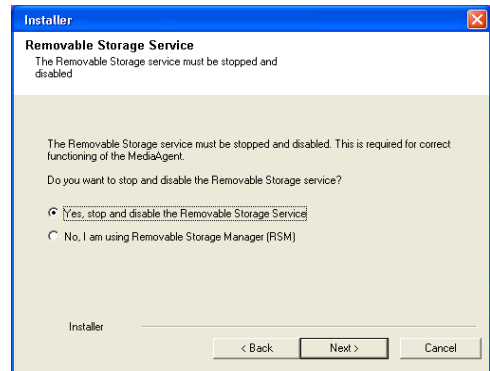 Installer
Removable Storage Service
The Removable Storage service must be stopped and
disabled
The Removable Storage service must be stopped and disabled. This is required for correct
functioning of the MediaAgent.
Do you want to stop and disable the Removable Storage service?
Yes, stop and disable the Removable Storage Service
No, I am using Removable Storage Manager (RSM)
Installer
< Back
Next >
Cancel